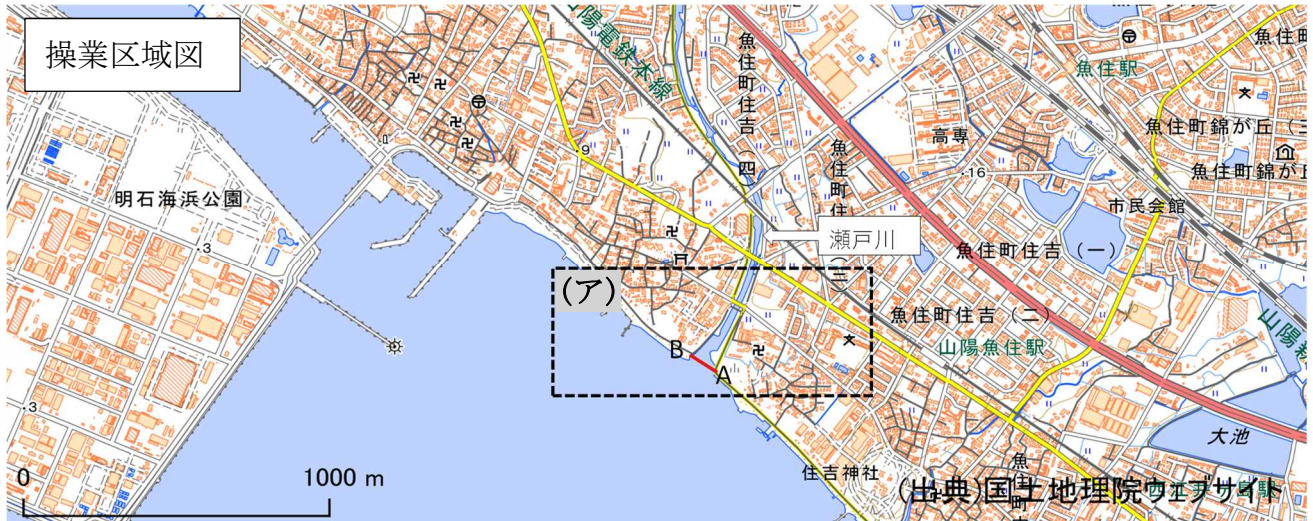 操業区域図
山陽電鉄本線
魚住町住吉(四)
魚住駅
魚住町錦が丘
高専
魚住町住
・9
・16
明石海浜公園
市民会館
・3
瀬戸川
魚住町住吉(一)
(三)
(ア)
魚住町住吉(二)
山陽魚住駅
B
A
・3
大池
0
1000 m
住吉神社
魚住町
(出典)国土地理院ウェブサイト